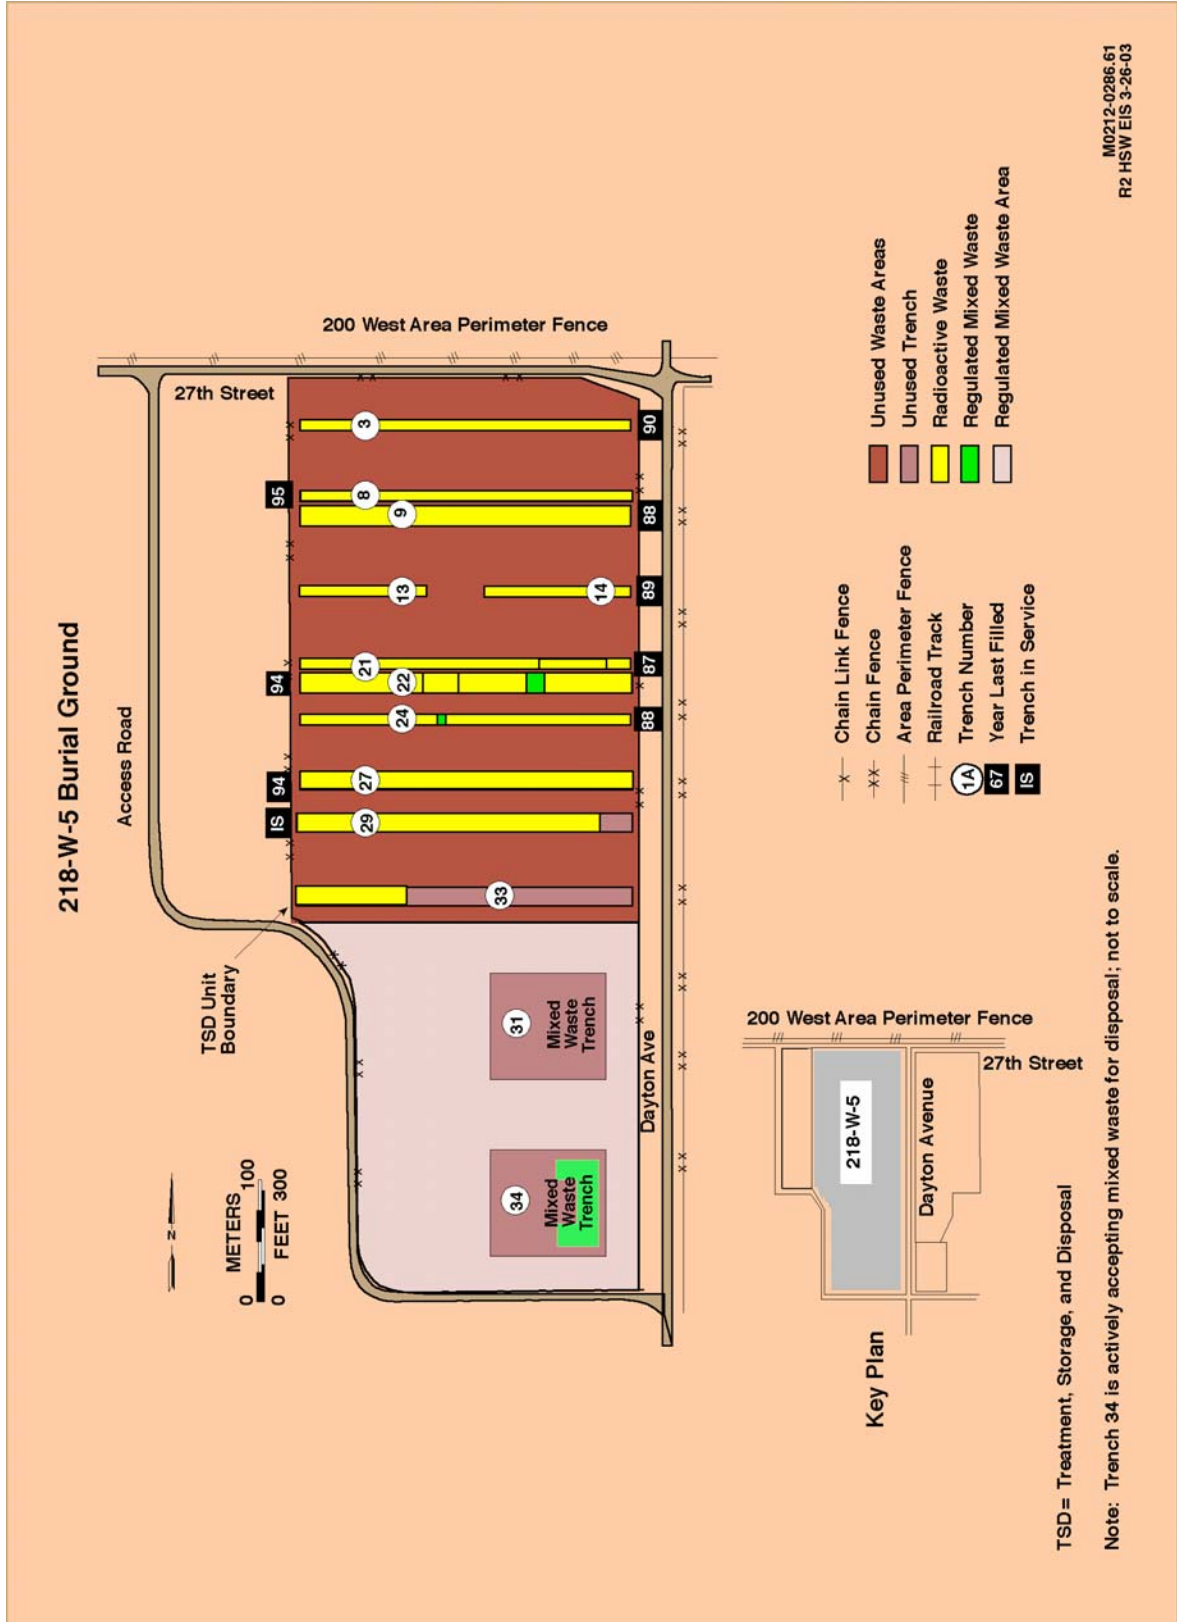 218-W-5 Burial Ground
Access Road
27th Street
200 West Area Perimeter Fence
TSD Unit
Boundary
N
METERS
0 100
0 FEET 300
IS
94
94
95
34
Mixed
Waste
Trench
31
Mixed
Waste
Trench
33
29
27
24
22
21
13
14
9
8
3
88
87
89
88
90
Dayton Ave
Key Plan
218-W-5
Dayton Avenue
200 West Area Perimeter Fence
27th Street
Chain Link Fence
Chain Fence
Area Perimeter Fence
Railroad Track
1A Trench Number
67 Year Last Filled
IS Trench in Service
Unused Waste Areas
Unused Trench
Radioactive Waste
Regulated Mixed Waste
Regulated Mixed Waste Area
TSD= Treatment, Storage, and Disposal
Note: Trench 34 is actively accepting mixed waste for disposal; not to scale.
M0212-0286.61
R2 HSW EIS 3-26-03